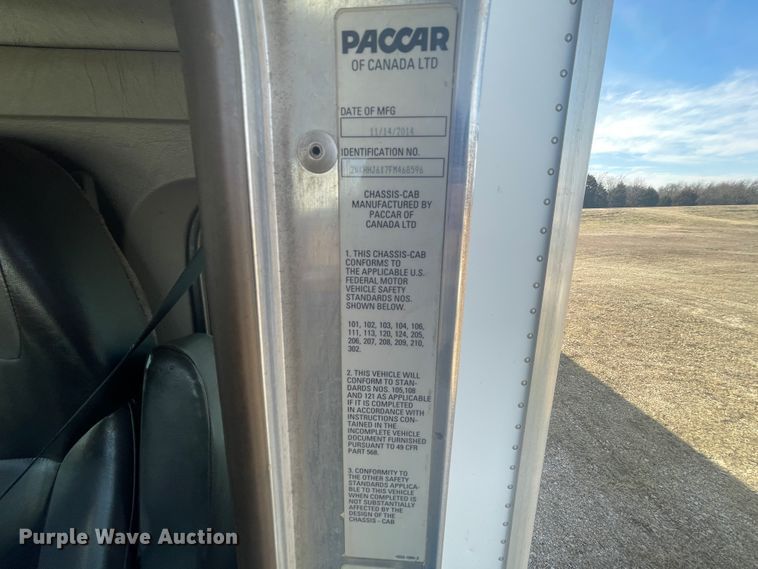 PACCAR
OF CANADA LTD
DATE OF MFG
11/14/2014
IDENTIFICATION NO.
2NKHHJ6X7FM468596
CHASSIS-CAB
MANUFACTURED BY
PACCAR OF
CANADA LTD
1. THIS CHASSIS-CAB
CONFORMS TO
THE APPLICABLE U.S.
FEDERAL MOTOR
VEHICLE SAFETY
STANDARDS NOS.
SHOWN BELOW.
101, 102, 103, 104, 106,
111, 113, 120, 124, 205,
206, 207, 208, 209, 210,
302.
2. THIS VEHICLE WILL
CONFORM TO STAN-
DARDS NOS. 105,108
AND 121 AS APPLICABLE
IF IT IS COMPLETED
IN ACCORDANCE WITH
INSTRUCTIONS CON-
TAINED IN THE
INCOMPLETE VEHICLE
DOCUMENT FURNISHED
PURSUANT TO 49 CFR
PART 568.
3. CONFORMITY TO
THE OTHER SAFETY
STANDARDS APPLICA-
BLE TO THIS VEHICLE
WHEN COMPLETED IS
NOT SUBSTANTIALLY
AFFECTED BY THE
DESIGN OF THE
CHASSIS - CAB
Purple Wave Auction